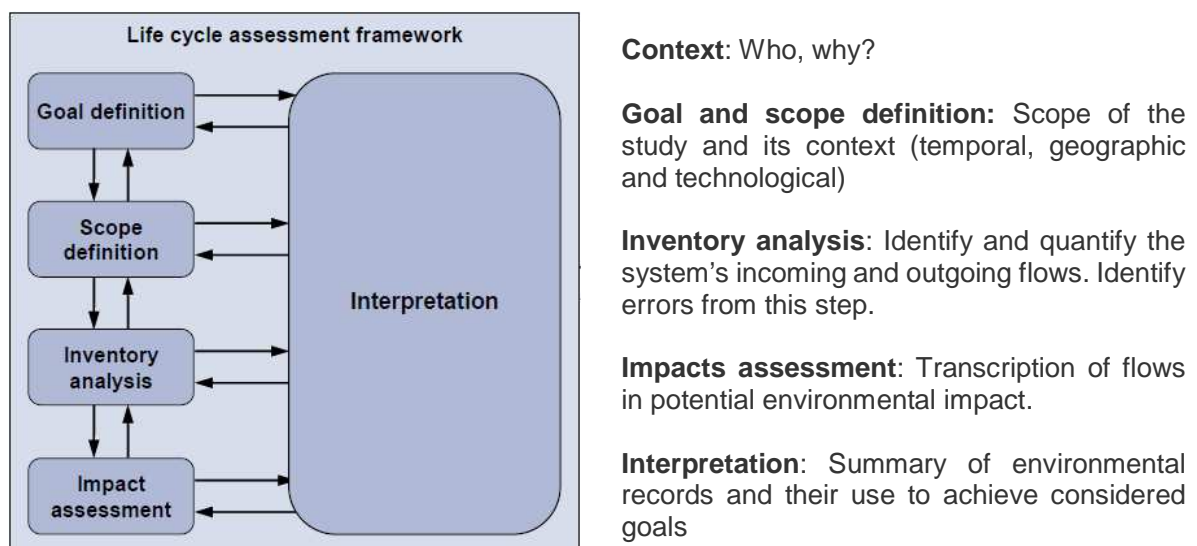 Life cycle assessment framework
Goal definition
Scope
definition
Inventory
analysis
Impact
assessment
Interpretation
Context: Who, why?
Goal and scope definition: Scope of the
study and its context (temporal, geographic
and technological)
Inventory analysis: Identify and quantify the
system's incoming and outgoing flows. Identify
errors from this step.
Impacts assessment: Transcription of flows
in potential environmental impact.
Interpretation: Summary of environmental
records and their use to achieve considered
goals